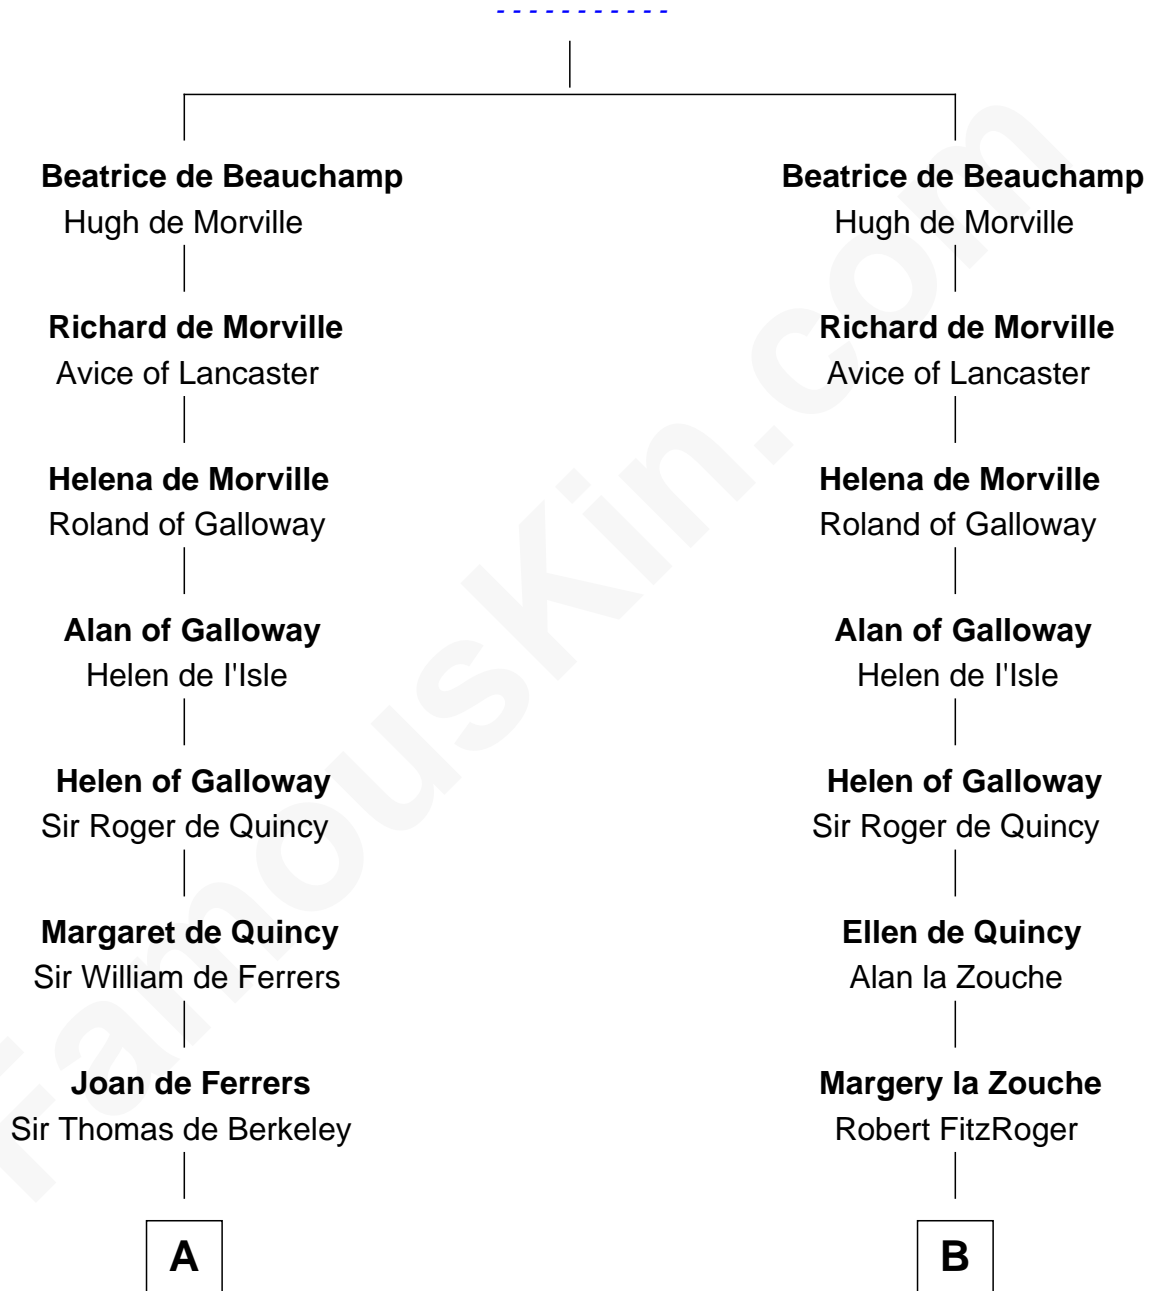 - - - - - - - - - - -
Beatrice de Beauchamp
Hugh de Morville
Richard de Morville
Avice of Lancaster
Helena de Morville
Roland of Galloway
Alan of Galloway
Helen de I'Isle
Helen of Galloway
Sir Roger de Quincy
Margaret de Quincy
Sir William de Ferrers
Joan de Ferrers
Sir Thomas de Berkeley
A
Beatrice de Beauchamp
Hugh de Morville
Richard de Morville
Avice of Lancaster
Helena de Morville
Roland of Galloway
Alan of Galloway
Helen de I'Isle
Helen of Galloway
Sir Roger de Quincy
Ellen de Quincy
Alan la Zouche
Margery la Zouche
Robert FitzRoger
B
FamousKin.com